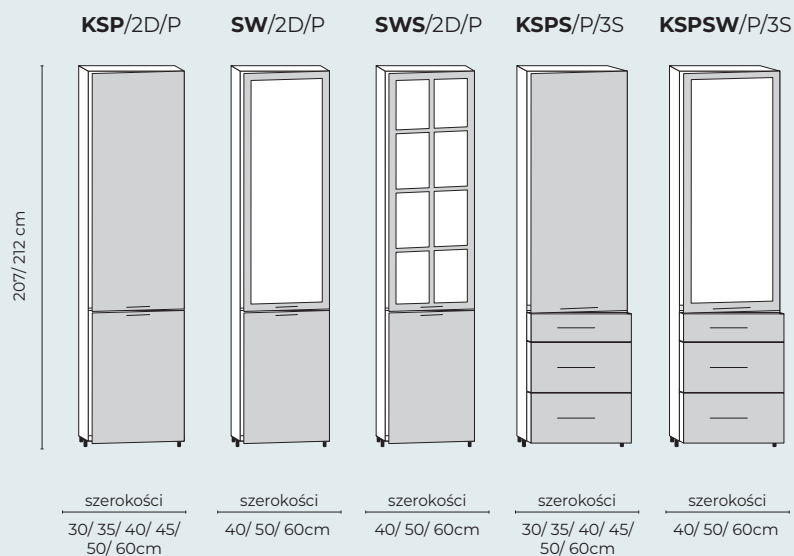 KSP/2D/P
SW/2D/P
SWS/2D/P
KSPS/P/3S
KSPSW/P/3S
207/ 212 cm
szerokości
30/ 35/ 40/ 45/
50/ 60cm
szerokości
40/ 50/ 60cm
szerokości
40/ 50/ 60cm
szerokości
30/ 35/ 40/ 45/
50/ 60cm
szerokości
40/ 50/ 60cm